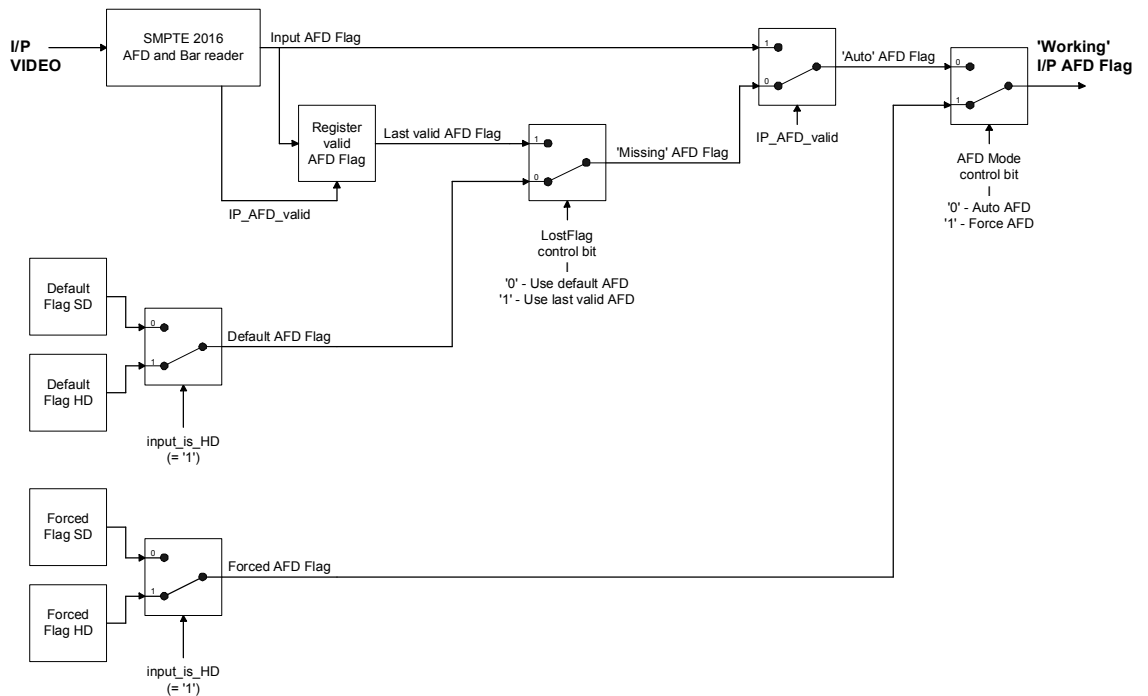 I/P
VIDEO
SMPTE 2016
AFD and Bar reader
Input AFD Flag
1
0
'Auto' AFD Flag
0
1
'Working'
I/P AFD Flag
Register
valid
AFD Flag
Last valid AFD Flag
1
0
'Missing' AFD Flag
IP_AFD_valid
IP_AFD_valid
AFD Mode
control bit
I
'0' - Auto AFD
'1' - Force AFD
LostFlag
control bit
I
'0' - Use default AFD
'1' - Use last valid AFD
Default
Flag SD
0
1
Default AFD Flag
Default
Flag HD
input_is_HD
(= '1')
Forced
Flag SD
0
1
Forced AFD Flag
Forced
Flag HD
input_is_HD
(= '1')